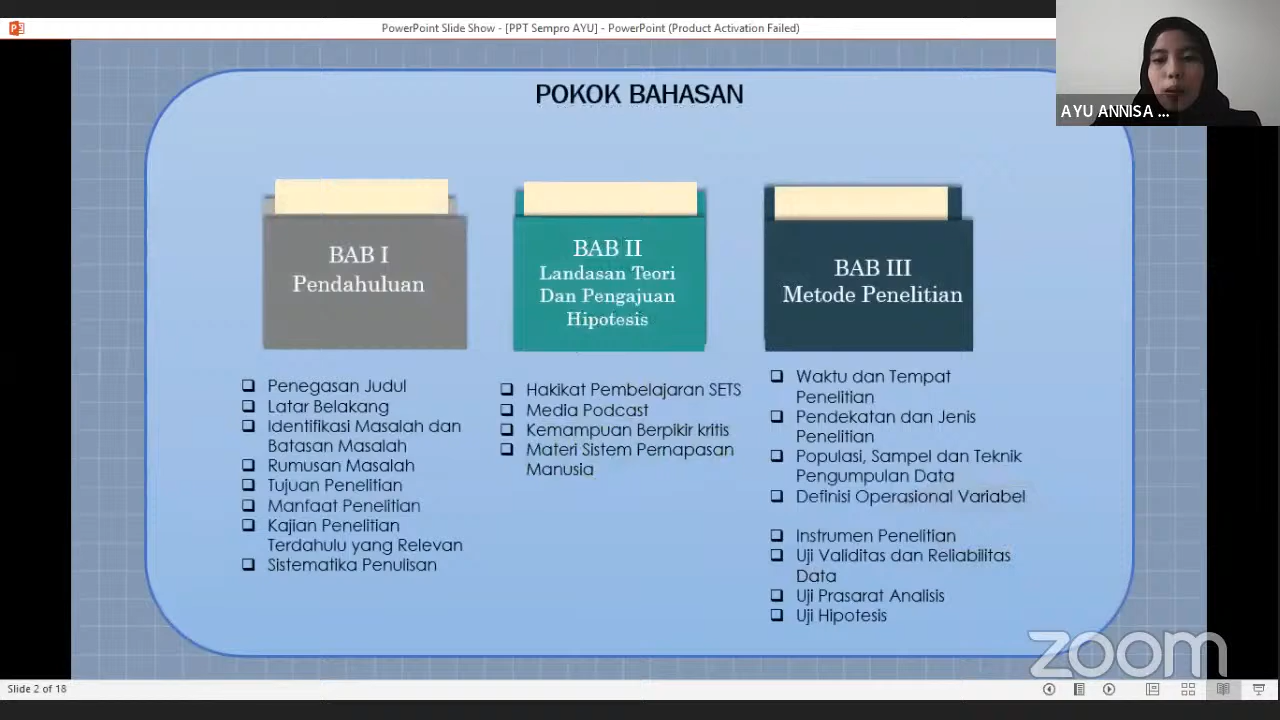 PowerPoint Slide Show - [PPT Sempro AYU] - PowerPoint (Product Activation Failed)
AYU ANNISA ...
POKOK BAHASAN
BAB I
Pendahuluan
Penegasan Judul
Latar Belakang
Identifikasi Masalah dan
Batasan Masalah
Rumusan Masalah
Tujuan Penelitian
Manfaat Penelitian
Kajian Penelitian
Terdahulu yang Relevan
Sistematika Penulisan
BAB II
Landasan Teori
Dan Pengajuan
Hipotesis
Hakikat Pembelajaran SETS
Media Podcast
Kemampuan Berpikir kritis
Materi Sistem Pernapasan
Manusia
BAB III
Metode Penelitian
Waktu dan Tempat
Penelitian
Pendekatan dan Jenis
Penelitian
Populasi, Sampel dan Teknik
Pengumpulan Data
Definisi Operasional Variabel
Instrumen Penelitian
Uji Validitas dan Reliabilitas
Data
Uji Prasarat Analisis
Uji Hipotesis
zoom
Slide 2 of 18